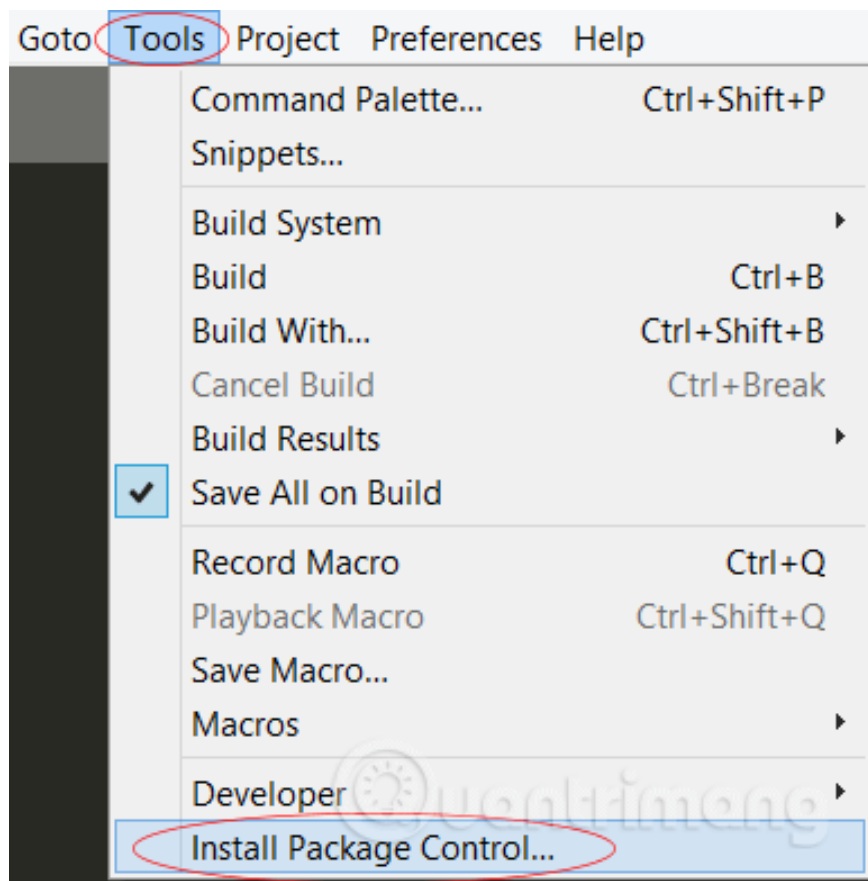 Goto Tools Project Preferences Help
Command Palette... Ctrl+Shift+P
Snippets...
Build System
Build Ctrl+B
Build With... Ctrl+Shift+B
Cancel Build Ctrl+Break
Build Results
Save All on Build
Record Macro Ctrl+Q
Playback Macro Ctrl+Shift+Q
Save Macro...
Macros
Developer
Quantrimang
Install Package Control...